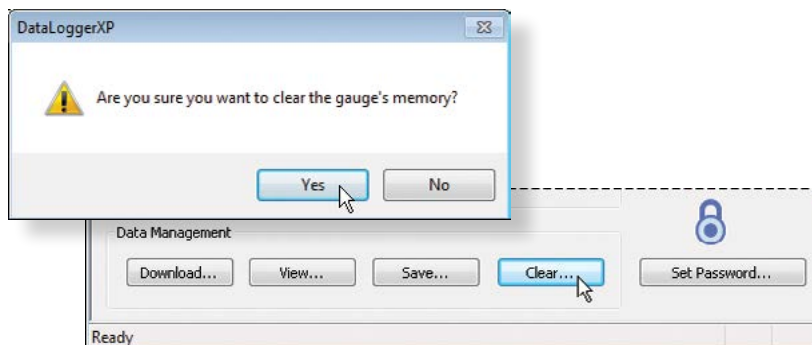 DataLoggerXP
Are you sure you want to clear the gauge's memory?
Yes No
Data Management
Download... View... Save... Clear... Set Password...
Ready